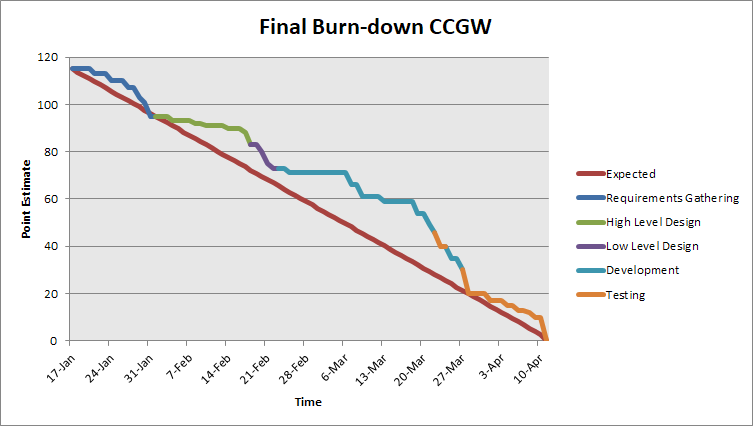 Final Burn-down CCGW
120
100
80
60
40
20
0
Point Estimate
17-Jan
24-Jan
31-Jan
7-Feb
14-Feb
21-Feb
28-Feb
6-Mar
13-Mar
20-Mar
27-Mar
3-Apr
10-Apr
Time
Expected
Requirements Gathering
High Level Design
Low Level Design
Development
Testing